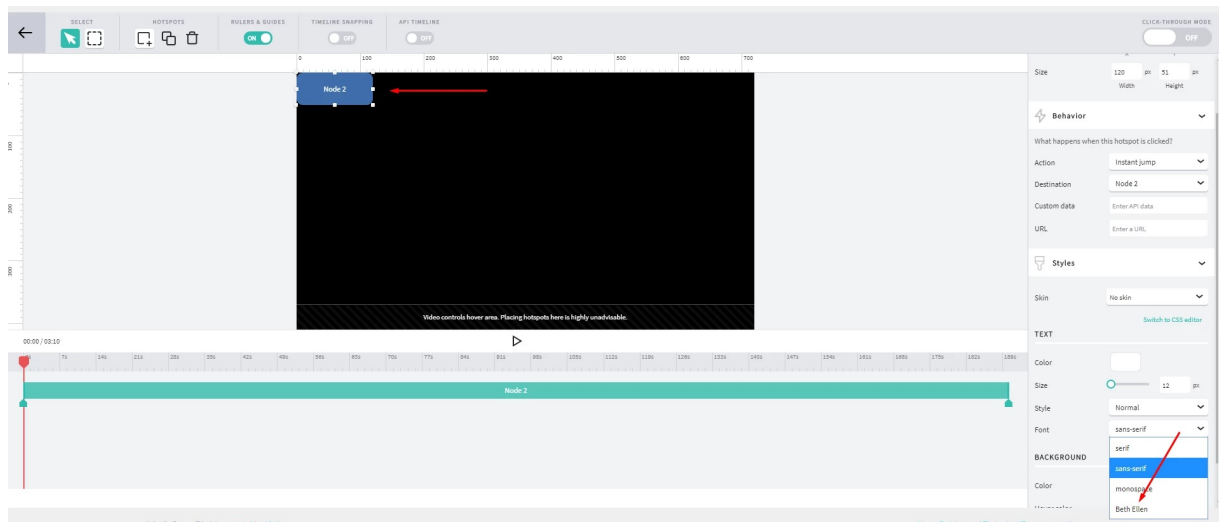 SELECT HOTSPOTS RULERS & GUIDES TIMELINE SNAPPING API TIMELINE CLICK-THROUGH MODE
ON OFF OFF OFF
0 100 200 300 400 500 600 700
Node 2
100
200
300
Video controls hover area. Placing hotspots here is highly unadvisable.
Size 120 px 51 px
Width Height
Behavior
What happens when this hotspot is clicked?
Action Instant jump
Destination Node 2
Custom data Enter API data
URL Enter a URL
Styles
Skin No skin
Switch to CSS editor
TEXT
Color
Size 12 px
Style Normal
Font sans-serif
serif
BACKGROUND
sans-serif
Color monospace
Beth Ellen
00:00 / 03:10
7s 14s 21s 28s 35s 42s 49s 56s 63s 70s 77s 84s 91s 98s 105s 112s 119s 126s 133s 140s 147s 154s 161s 168s 175s 182s 189s
Node 2